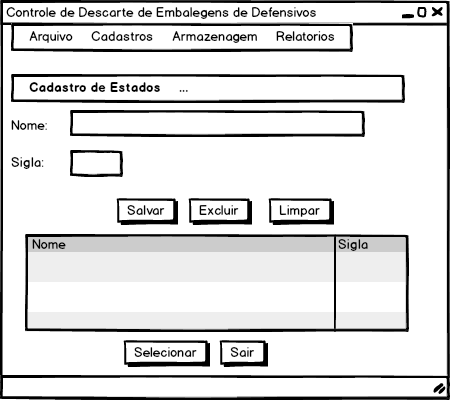 Controle de Descarte de Embalegens de Defensivos
Arquivo Cadastros Armazenagem Relatorios
Cadastro de Estados ...
Nome:
Sigla:
Salvar Excluir Limpar
Nome Sigla
Selecionar Sair